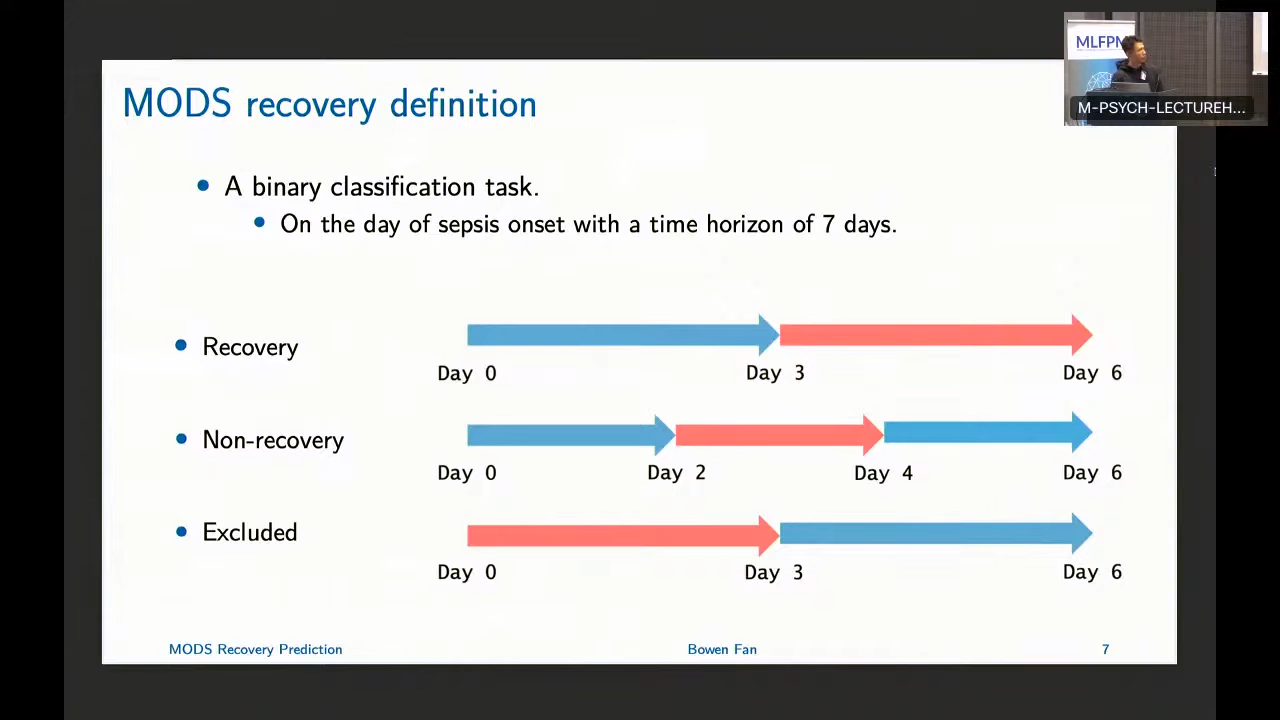 MODS recovery definition
MLFPM
M-PSYCH-LECTUREH...
A binary classification task.
On the day of sepsis onset with a time horizon of 7 days.
Recovery
Day 0 Day 3 Day 6
Non-recovery
Day 0 Day 2 Day 4 Day 6
Excluded
Day 0 Day 3 Day 6
MODS Recovery Prediction Bowen Fan 7